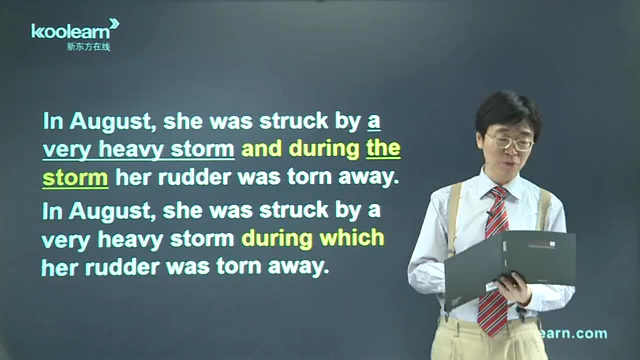 koolearn
新东方在线
In August, she was struck by a
very heavy storm and during the
storm her rudder was torn away.
In August, she was struck by a
very heavy storm during which
her rudder was torn away.
earn.com